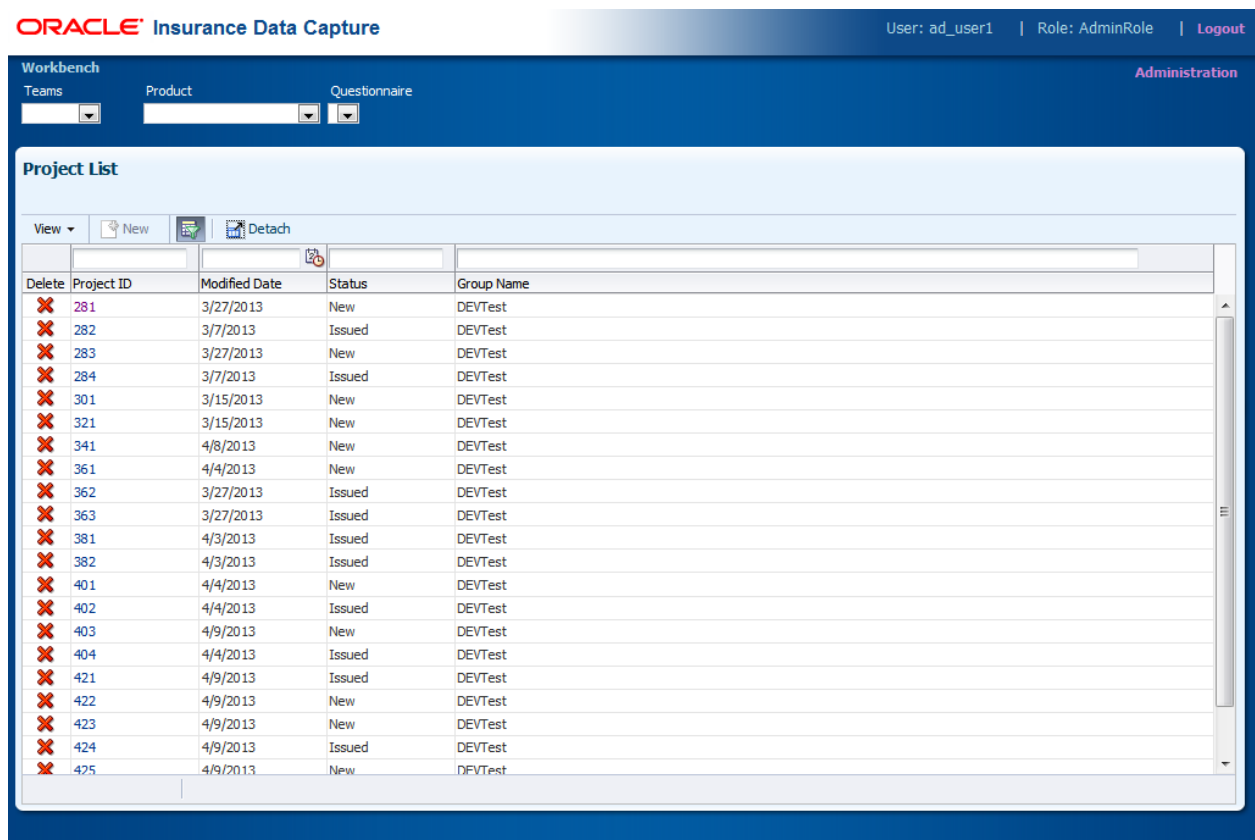 ORACLE Insurance Data Capture User: ad_user1 | Role: AdminRole | Logout
Workbench Administration
Teams Product Questionnaire
Project List
View New Detach
Delete Project ID Modified Date Status Group Name
281 3/27/2013 New DEVTest
282 3/7/2013 Issued DEVTest
283 3/27/2013 New DEVTest
284 3/7/2013 Issued DEVTest
301 3/15/2013 New DEVTest
321 3/15/2013 New DEVTest
341 4/8/2013 New DEVTest
361 4/4/2013 New DEVTest
362 3/27/2013 Issued DEVTest
363 3/27/2013 Issued DEVTest
381 4/3/2013 Issued DEVTest
382 4/3/2013 Issued DEVTest
401 4/4/2013 New DEVTest
402 4/4/2013 Issued DEVTest
403 4/9/2013 New DEVTest
404 4/4/2013 Issued DEVTest
421 4/9/2013 Issued DEVTest
422 4/9/2013 New DEVTest
423 4/9/2013 New DEVTest
424 4/9/2013 Issued DEVTest
425 4/9/2013 New DEVTest